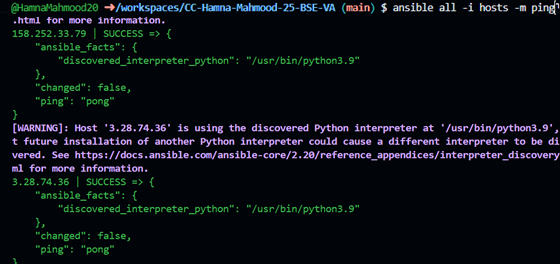 @HamnaMahmood20 ➜/workspaces/CC-Hamna-Mahmood-25-BSE-VA (main) $ ansible all -i hosts -m ping
.html for more information.
158.252.33.79 | SUCCESS => {
    "ansible_facts": {
        "discovered_interpreter_python": "/usr/bin/python3.9"
    },
    "changed": false,
    "ping": "pong"
}
[WARNING]: Host '3.28.74.36' is using the discovered Python interpreter at '/usr/bin/python3.9',
t future installation of another Python interpreter could cause a different interpreter to be di
vered. See https://docs.ansible.com/ansible-core/2.20/reference_appendices/interpreter_discovery
ml for more information.
3.28.74.36 | SUCCESS => {
    "ansible_facts": {
        "discovered_interpreter_python": "/usr/bin/python3.9"
    },
    "changed": false,
    "ping": "pong"
}